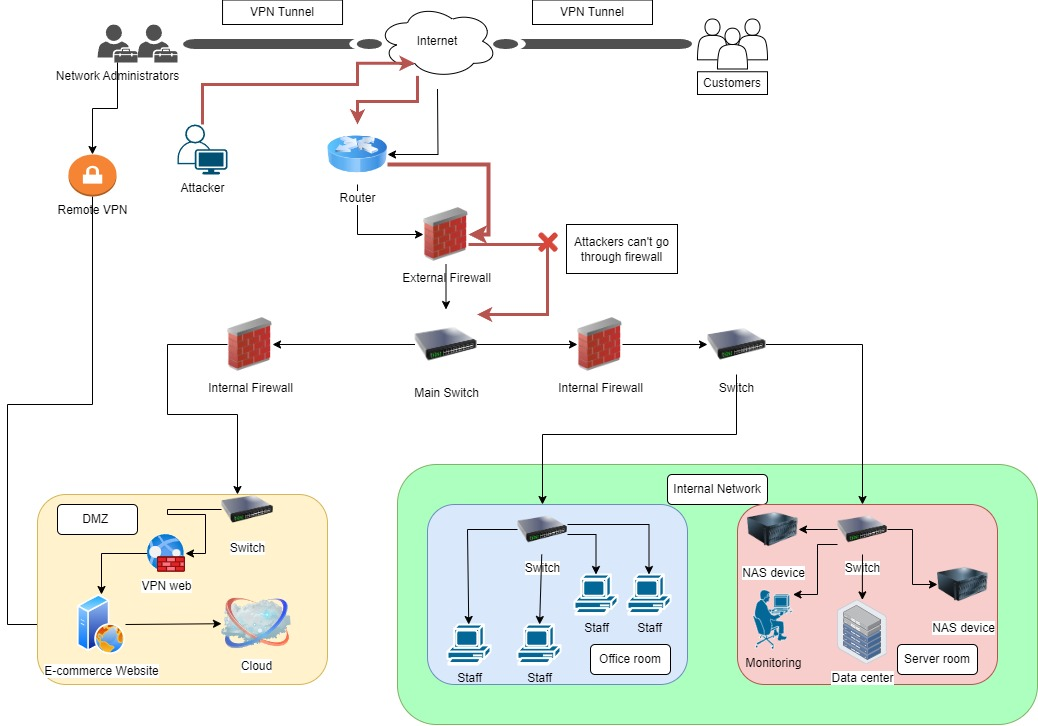 VPN Tunnel
VPN Tunnel
Internet
Network Administrators
Customers
Attacker
Router
Remote VPN
Attackers can't go
through firewall
External Firewall
Internal Firewall
Main Switch
Internal Firewall
Switch
Internal Network
DMZ
Switch
VPN web
E-commerce Website
Cloud
Switch
Staff
Staff
Staff
Staff
Office room
NAS device
Switch
NAS device
Monitoring
Data center
Server room